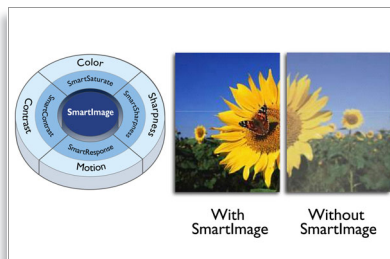 Color
SmartSaturate
Contrast
SmartContrast
SmartImage
SmartSharpness
Sharpness
SmartResponse
Motion
With
SmartImage
Without
SmartImage